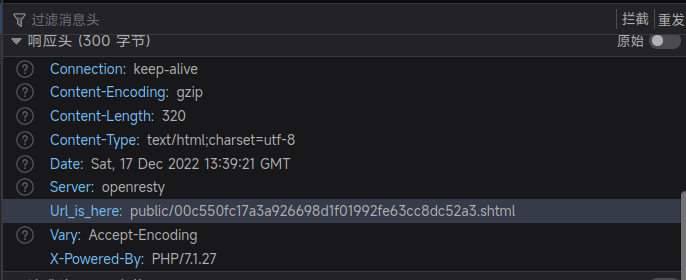 过滤消息头 拦截 重发
响应头 (300 字节) 原始
Connection: keep-alive
Content-Encoding: gzip
Content-Length: 320
Content-Type: text/html;charset=utf-8
Date: Sat, 17 Dec 2022 13:39:21 GMT
Server: openresty
Url_is_here: public/00c550fc17a3a926698d1f01992fe63cc8dc52a3.shtml
Vary: Accept-Encoding
X-Powered-By: PHP/7.1.27